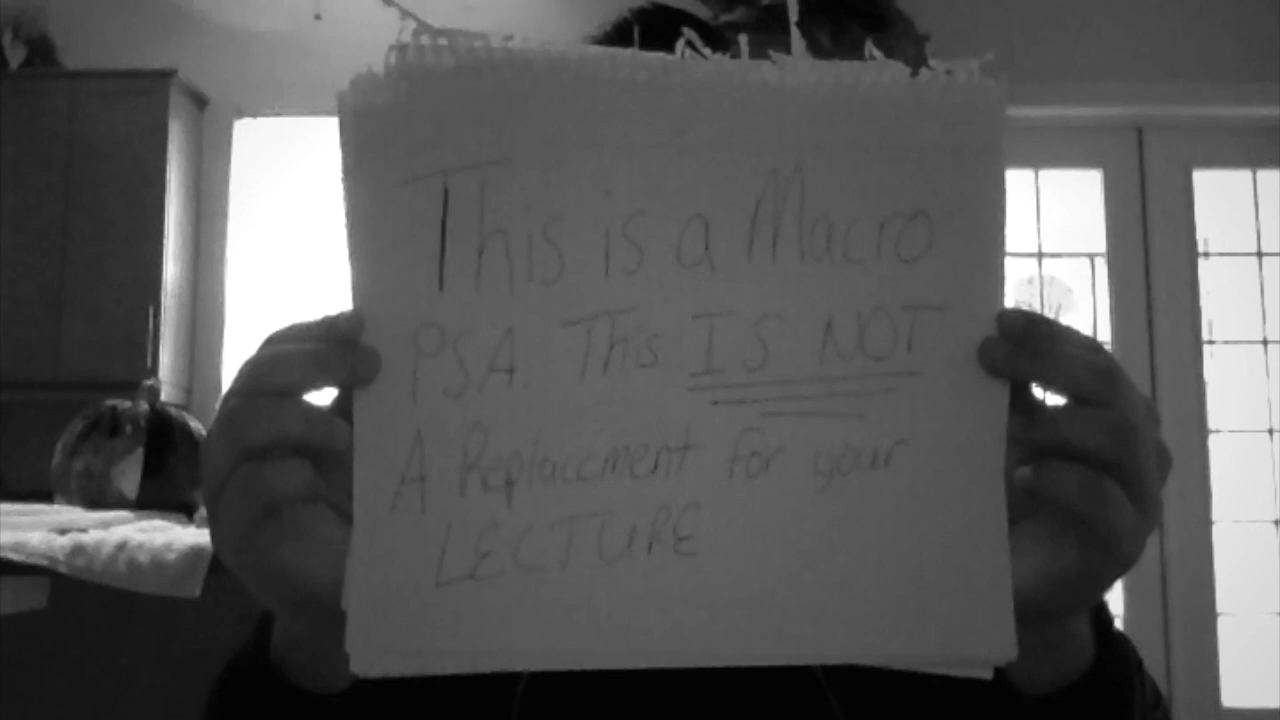 This is a Macro
PSA. This IS NOT
A Replacement for your
LECTURE